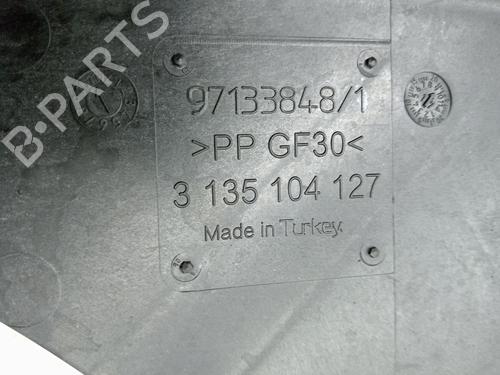 B-PARTS
97133848/1
>PP GF30<
3 135 104 127
Made in Turkey